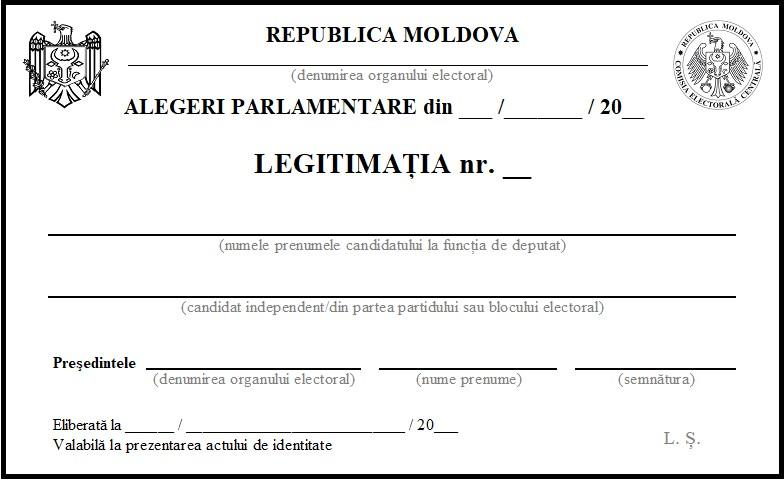 REPUBLICA MOLDOVA
(denumirea organului electoral)
REPUBLICA MOLDOVA
COMISIA ELECTORALĂ CENTRALĂ
ALEGERI PARLAMENTARE din ___ /_______ / 20__
LEGITIMAȚIA nr. __
(numele prenumele candidatului la funcția de deputat)
(candidat independent/din partea partidului sau blocului electoral)
Președintele
(denumirea organului electoral) (nume prenume) (semnătura)
Eliberată la ______ / ___________________________ / 20___
Valabilă la prezentarea actului de identitate
L. Ș.